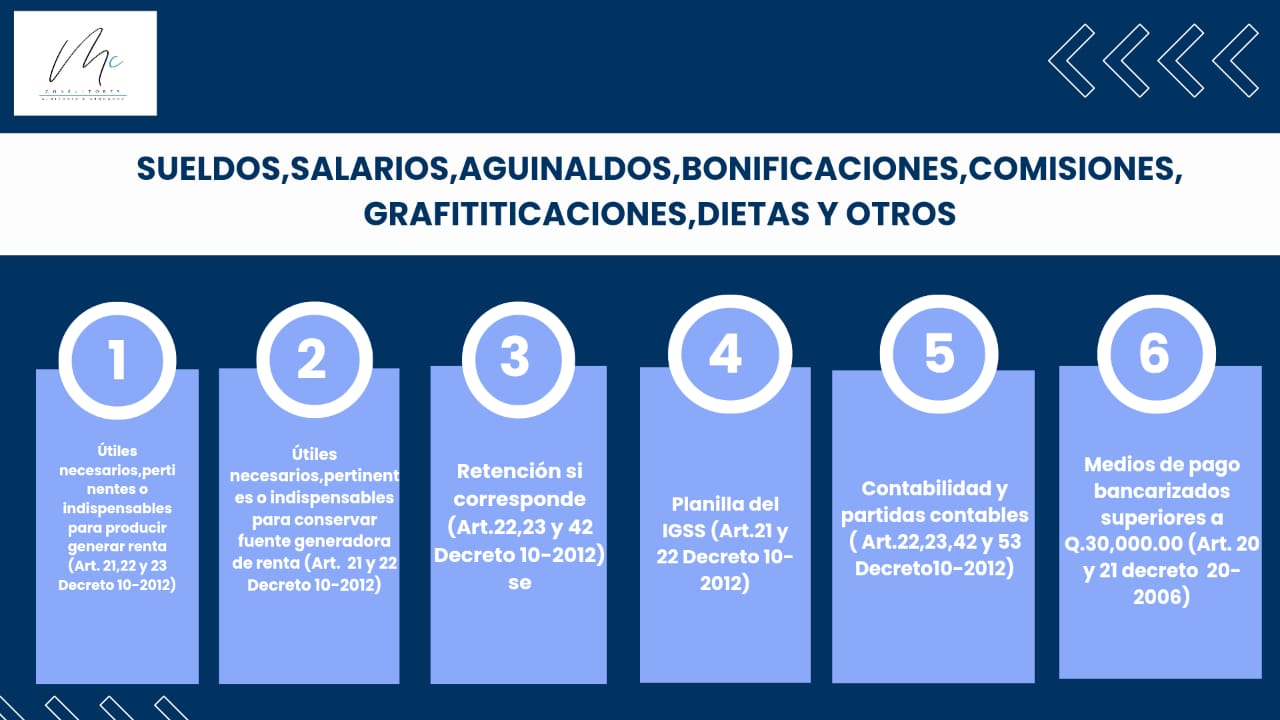 Mc
CONSULTORES
SUELDOS,SALARIOS,AGUINALDOS,BONIFICACIONES,COMISIONES,
GRAFITITICACIONES,DIETAS Y OTROS
1
Útiles
necesarios,perti
nentes o
indispensables
para producir
generar renta
(Art. 21,22 y 23
Decreto 10-2012)
2
Útiles
necesarios,pertinent
es o indispensables
para conservar
fuente generadora
de renta (Art. 21 y 22
Decreto 10-2012)
3
Retención si
corresponde
(Art.22,23 y 42
Decreto 10-2012)
se
4
Planilla del
IGSS (Art.21 y
22 Decreto 10-
2012)
5
Contabilidad y
partidas contables
( Art.22,23,42 y 53
Decreto10-2012)
6
Medios de pago
bancarizados
superiores a
Q.30,000.00 (Art. 20
y 21 decreto 20-
2006)